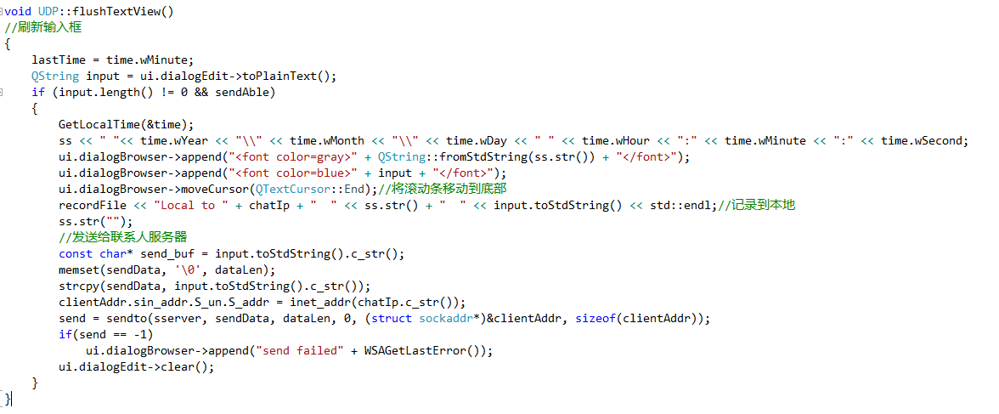 void UDP::flushTextView()
//刷新输入框
{
    lastTime = time.wMinute;
    QString input = ui.dialogEdit->toPlainText();
    if (input.length() != 0 && sendAble)
    {
        GetLocalTime(&time);
        ss << " "<< time.wYear << "\\" << time.wMonth << "\\" << time.wDay << " " << time.wHour << ":" << time.wMinute << ":" << time.wSecond;
        ui.dialogBrowser->append("<font color=gray>" + QString::fromStdString(ss.str()) + "</font>");
        ui.dialogBrowser->append("<font color=blue>" + input + "</font>");
        ui.dialogBrowser->moveCursor(QTextCursor::End);//将滚动条移动到底部
        recordFile << "Local to " + chatIp + "  " << ss.str() + "  " << input.toStdString() << std::endl;//记录到本地
        ss.str("");
        //发送给联系人服务器
        const char* send_buf = input.toStdString().c_str();
        memset(sendData, '\0', dataLen);
        strcpy(sendData, input.toStdString().c_str());
        clientAddr.sin_addr.S_un.S_addr = inet_addr(chatIp.c_str());
        send = sendto(sserver, sendData, dataLen, 0, (struct sockaddr*)&clientAddr, sizeof(clientAddr));
        if(send == -1)
            ui.dialogBrowser->append("send failed" + WSAGetLastError());
        ui.dialogEdit->clear();
    }
}